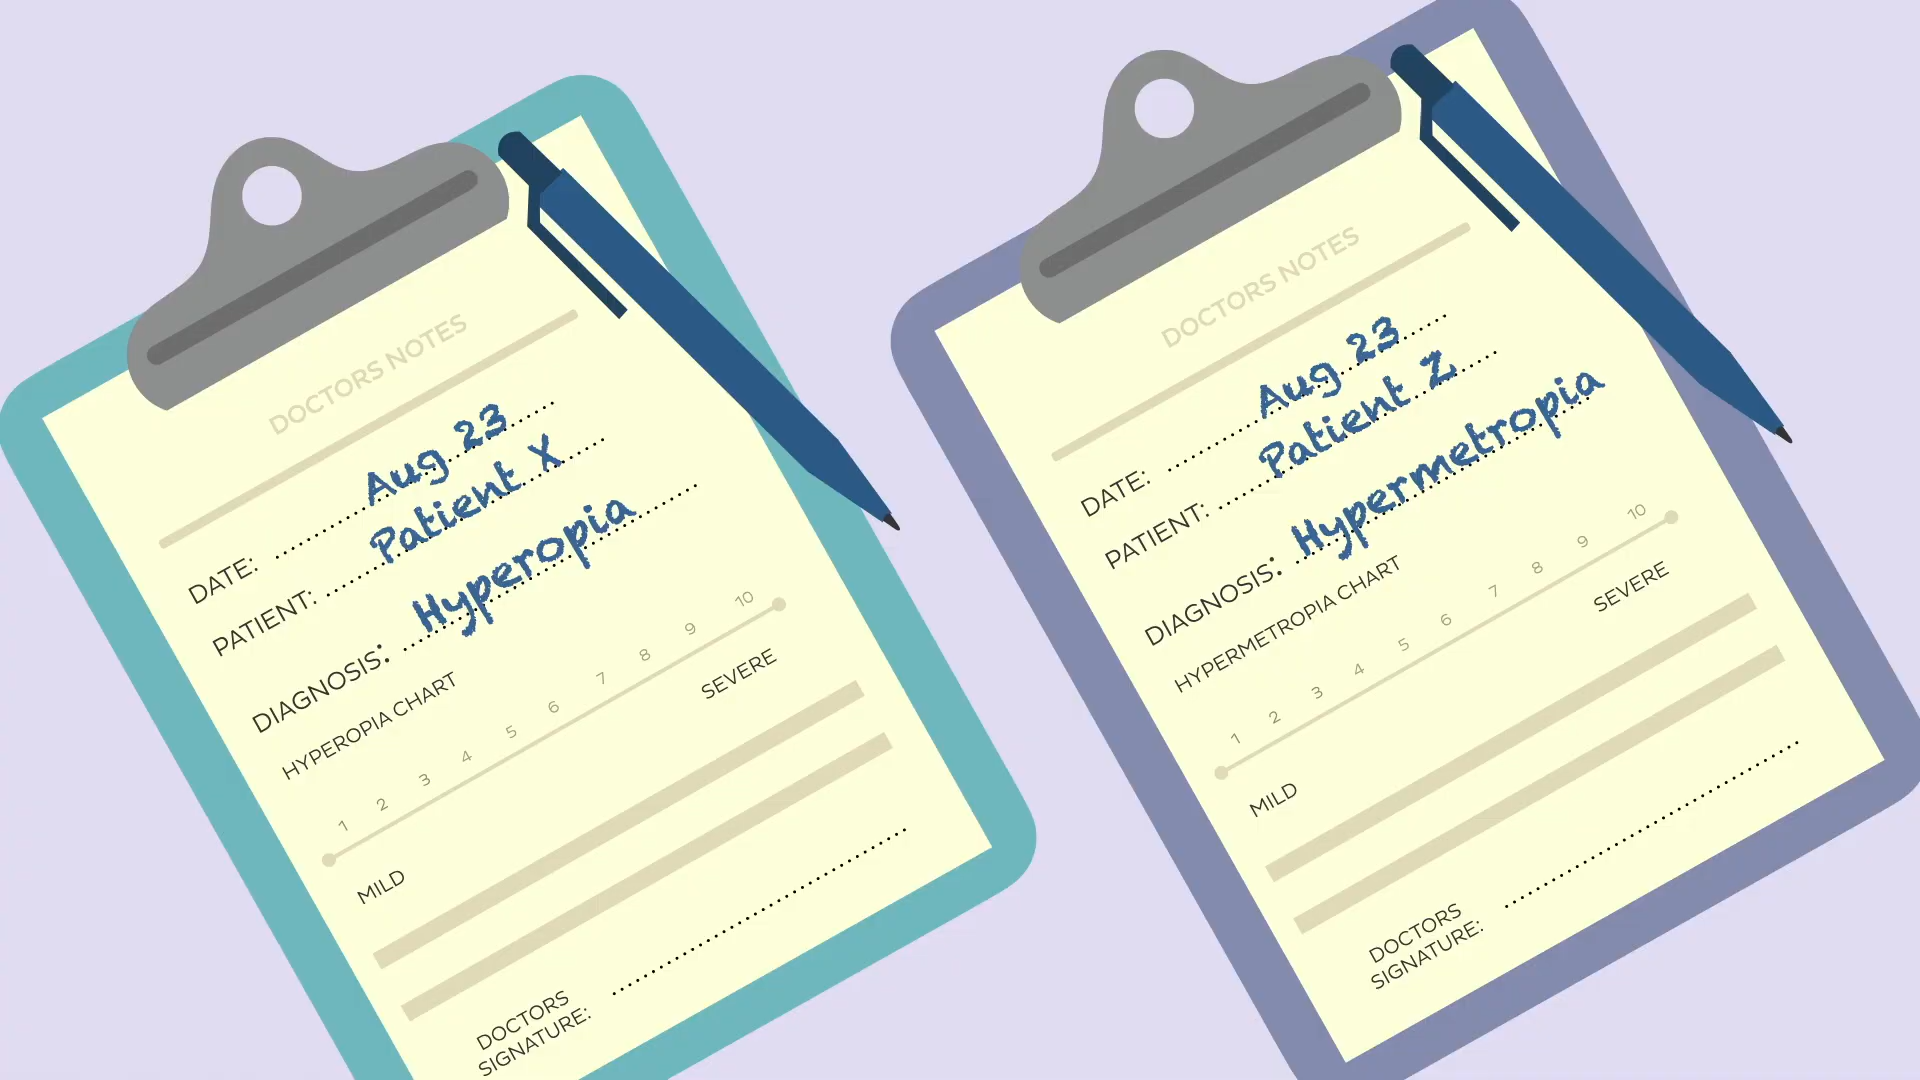 DOCTORS NOTES
DATE: Aug 23
PATIENT: Patient X
DIAGNOSIS: Hyperopia
HYPEROPIA CHART
1 2 3 4 5 6 7 8 9 10
MILD SEVERE
DOCTORS
SIGNATURE:
DOCTORS NOTES
DATE: Aug 23
PATIENT: Patient Z
DIAGNOSIS: Hypermetropia
HYPERMETROPIA CHART
1 2 3 4 5 6 7 8 9 10
MILD SEVERE
DOCTORS
SIGNATURE: